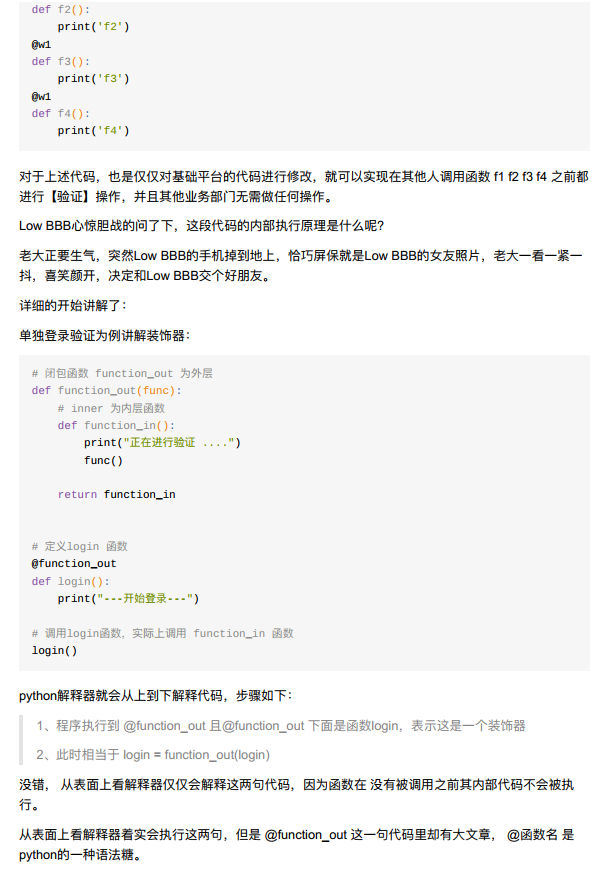 def f2():
    print('f2')
@w1
def f3():
    print('f3')
@w1
def f4():
    print('f4')
对于上述代码，也是仅仅对基础平台的代码进行修改，就可以实现在其他人调用函数 f1 f2 f3 f4 之前都
进行【验证】操作，并且其他业务部门无需做任何操作。
Low BBB心惊胆战的问了下，这段代码的内部执行原理是什么呢?
老大正要生气，突然Low BBB的手机掉到地上，恰巧屏保就是Low BBB的女友照片，老大一看一紧一
抖，喜笑颜开，决定和Low BBB交个好朋友。
详细的开始讲解了：
单独登录验证为例讲解装饰器：
# 闭包函数 function_out 为外层
def function_out(func):
    # inner 为内层函数
    def function_in():
        print("正在进行验证 ....")
        func()
    return function_in
# 定义login 函数
@function_out
def login():
    print("---开始登录---")
# 调用login函数，实际上调用 function_in 函数
login()
python解释器就会从上到下解释代码，步骤如下：
1、程序执行到 @function_out 且@function_out 下面是函数login，表示这是一个装饰器
2、此时相当于 login = function_out(login)
没错， 从表面上看解释器仅仅会解释这两句代码，因为函数在 没有被调用之前其内部代码不会被执
行。
从表面上看解释器着实会执行这两句，但是 @function_out 这一句代码里却有大文章， @函数名 是
python的一种语法糖。